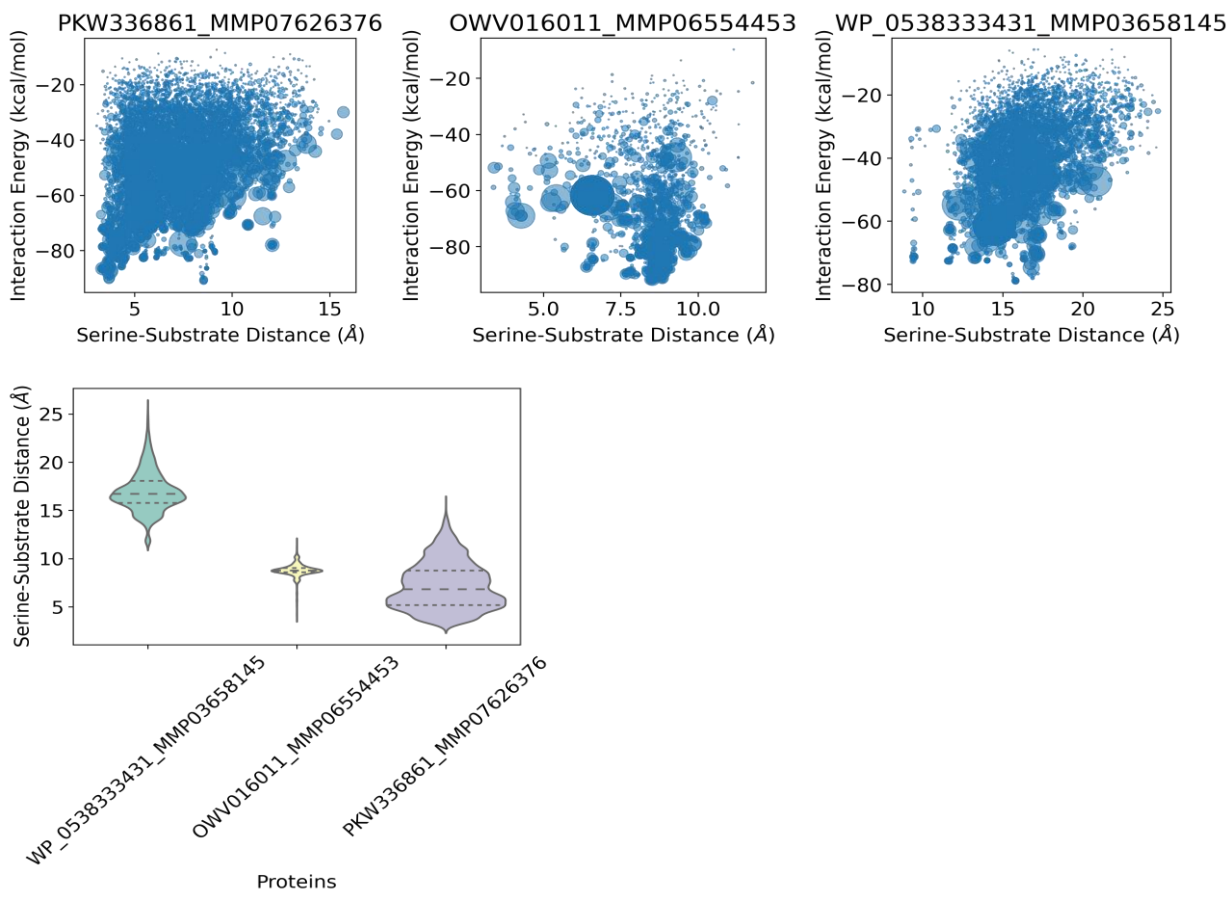 PKW336861_MMP07626376
Interaction Energy (kcal/mol)
−20
−40
−60
−80
5
10
15
Serine-Substrate Distance (Å)
OWV016011_MMP06554453
Interaction Energy (kcal/mol)
−20
−40
−60
−80
5.0
7.5
10.0
Serine-Substrate Distance (Å)
WP_0538333431_MMP03658145
Interaction Energy (kcal/mol)
−20
−40
−60
−80
10
15
20
25
Serine-Substrate Distance (Å)
Serine-Substrate Distance (Å)
25
20
15
10
5
WP_0538333431_MMP03658145
OWV016011_MMP06554453
PKW336861_MMP07626376
Proteins